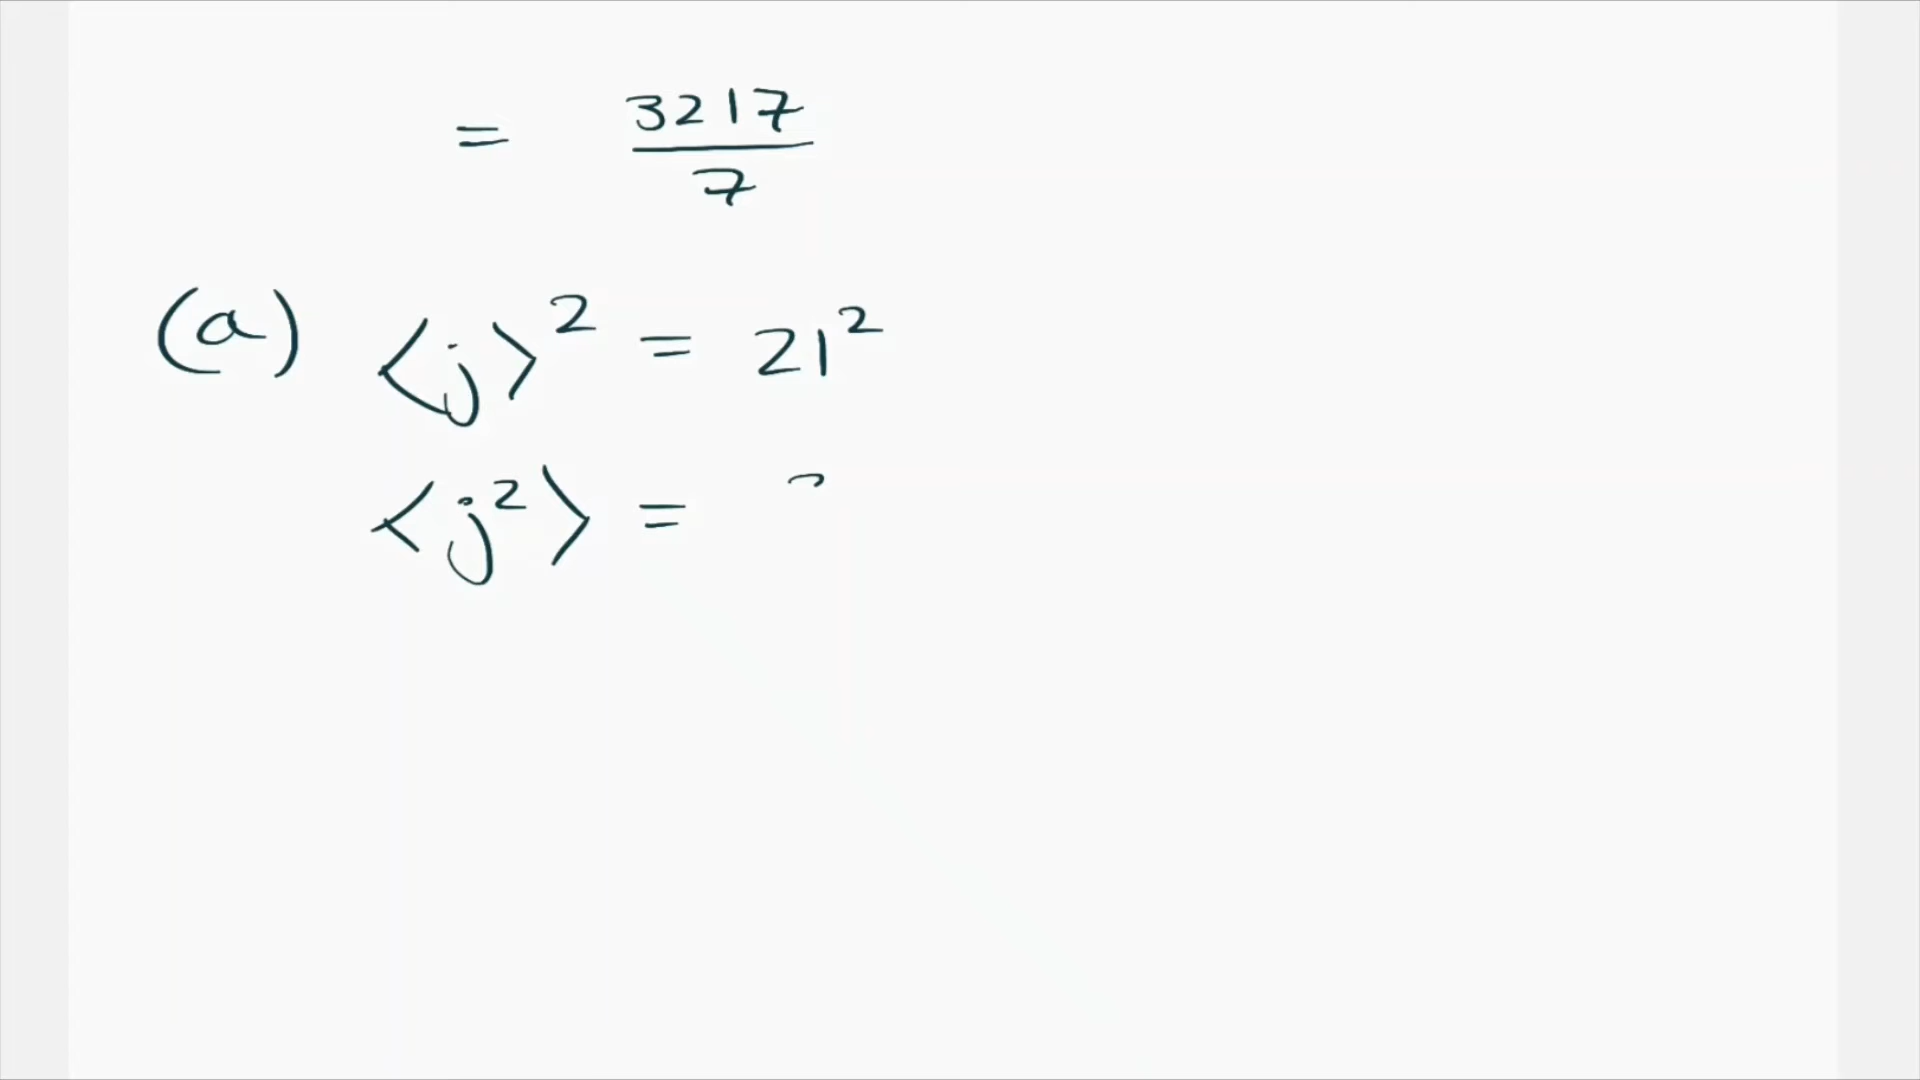 = 3217/7
(a) <j>² = 21²
<j²> =